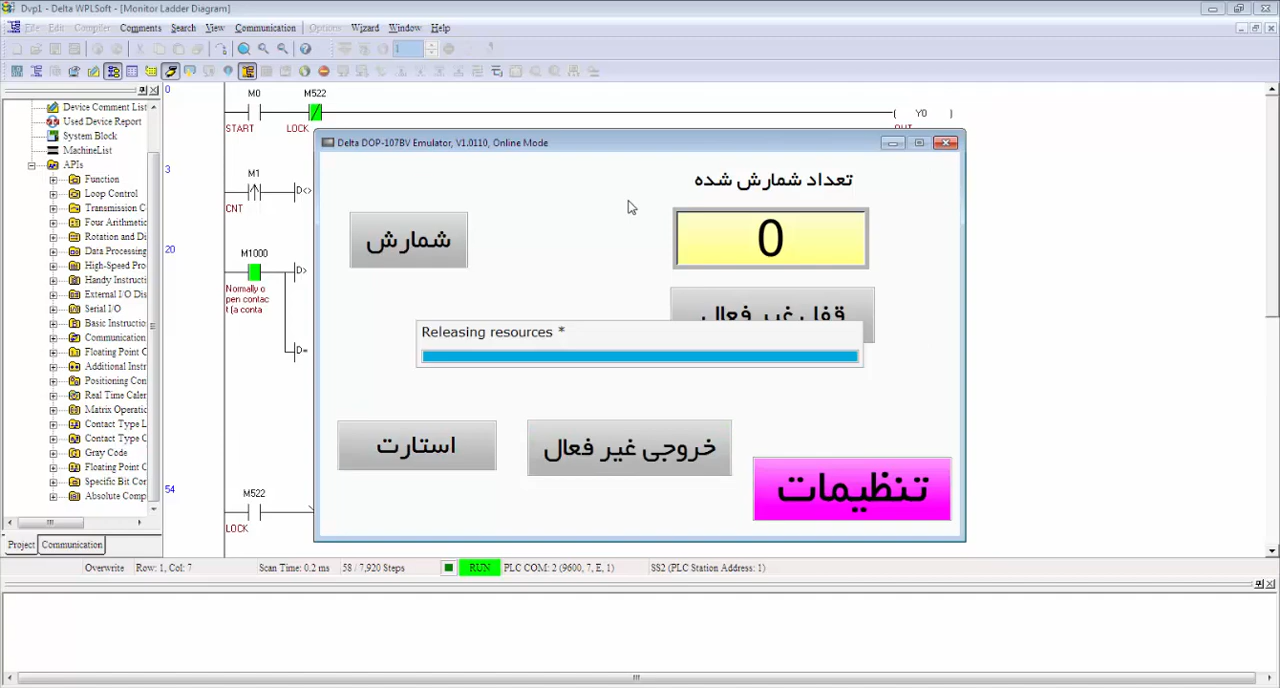 Dvp1 - Delta WPLSoft - [Monitor Ladder Diagram]
File Edit Compiler Comments Search View Communication Options Wizard Window Help
1
Device Comment List
Used Device Report
System Block
MachineList
APIs
Function
Loop Control
Transmission C
Four Arithmetic
Rotation and Di
Data Processing
High-Speed Pro
Handy Instructi
External I/O Dis
Serial I/O
Basic Instructio
Communication
Floating Point C
Additional Instr
Positioning Con
Real Time Caler
Matrix Operatio
Contact Type L
Contact Type C
Gray Code
Floating Point C
Specific Bit Cor
Absolute Comp
Project Communication
0
M0
M522
START
LOCK
Y0
OUT
3
M1
D<>
CNT
20
M1000
D>
Normally o
pen contac
t (a conta
D=
54
M522
LOCK
Delta DOP-107BV Emulator, V1.0110, Online Mode
تعداد شمارش شده
0
شمارش
قفل غیر فعال
Releasing resources *
استارت
خروجی غیر فعال
تنظیمات
Overwrite Row: 1, Col: 7 Scan Time: 0.2 ms 58 / 7,920 Steps RUN PLC COM: 2 (9600, 7, E, 1) SS2 (PLC Station Address: 1)